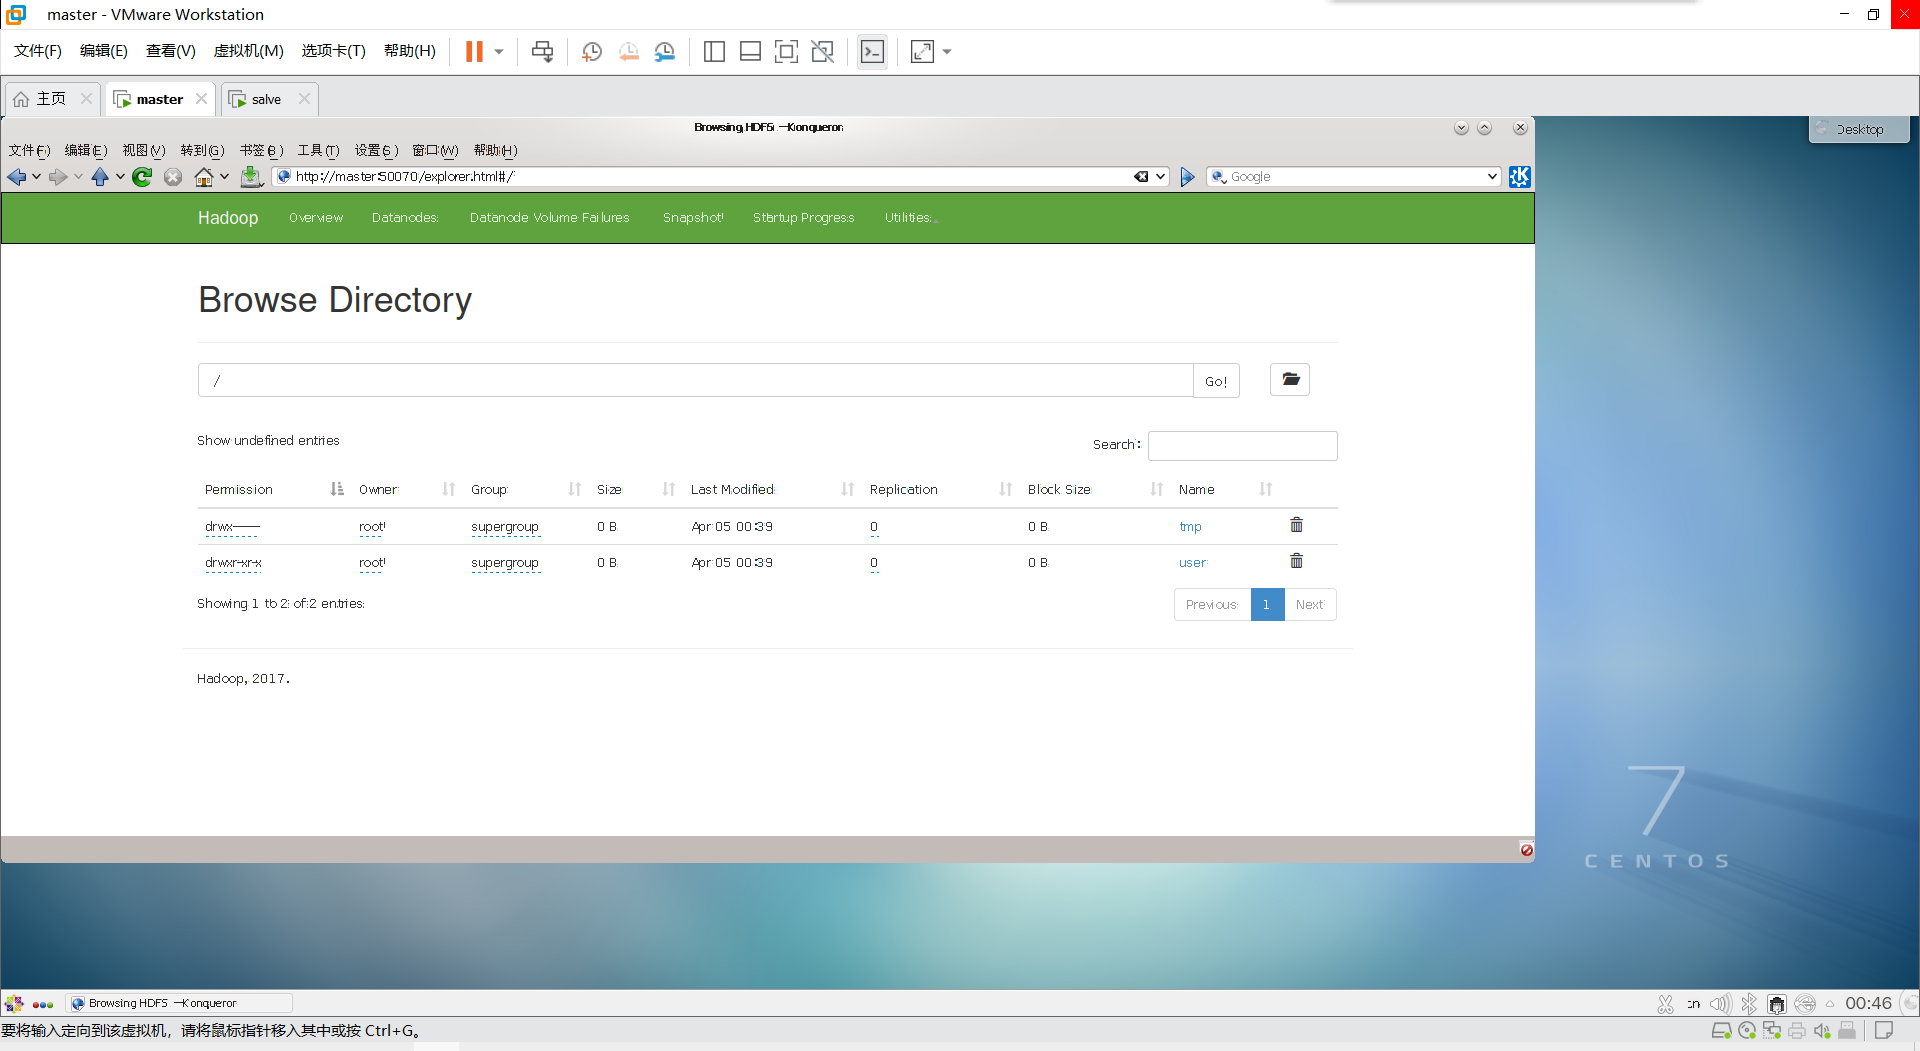 master - VMware Workstation
文件(F) 编辑(E) 查看(V) 虚拟机(M) 选项卡(T) 帮助(H)
主页 master salve
Browsing HDFS — Konqueror
Desktop
文件(F) 编辑(E) 视图(V) 转到(G) 书签(B) 工具(T) 设置(S) 窗口(W) 帮助(H)
http://master:50070/explorer.html#/ Google
Hadoop Overview Datanodes Datanode Volume Failures Snapshot Startup Progress Utilities
Browse Directory
/ Go!
Show undefined entries Search:
Permission Owner Group Size Last Modified Replication Block Size Name
drwx------ root supergroup 0 B Apr 05 00:39 0 0 B tmp
drwxr-xr-x root supergroup 0 B Apr 05 00:39 0 0 B user
Showing 1 to 2 of 2 entries Previous 1 Next
Hadoop, 2017.
7
CENTOS
Browsing HDFS — Konqueror cn 00:46
要将输入定向到该虚拟机，请将鼠标指针移入其中或按 Ctrl+G。